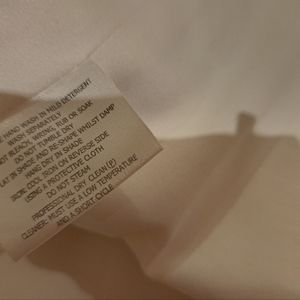 HAND WASH IN MILD DETERGENT
WASH SEPARATELY
NOT BLEACH, WRING, RUB OR SOAK
DO NOT TUMBLE DRY
FLAT IN SHADE AND RE-SHAPE WHILST DAMP
HANG DRY IN SHADE
COOL IRON ON REVERSE SIDE
USING A PROTECTIVE CLOTH
DO NOT STEAM
PROFESSIONAL DRY CLEAN (P)
CLEANER: MUST USE A LOW TEMPERATURE
AND A SHORT CYCLE